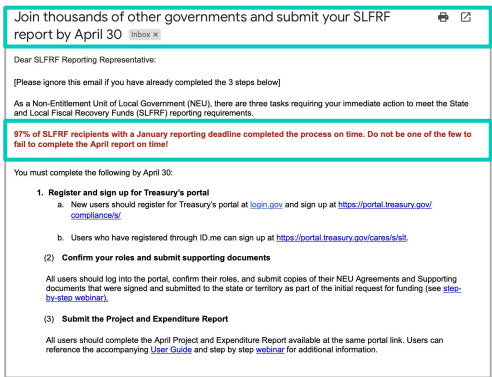 Join thousands of other governments and submit your SLFRF
report by April 30 Inbox ×
Dear SLFRF Reporting Representative:
[Please ignore this email if you have already completed the 3 steps below]
As a Non-Entitlement Unit of Local Government (NEU), there are three tasks requiring your immediate action to meet the State
and Local Fiscal Recovery Funds (SLFRF) reporting requirements.
97% of SLFRF recipients with a January reporting deadline completed the process on time. Do not be one of the few to
fail to complete the April report on time!
You must complete the following by April 30:
1. Register and sign up for Treasury's portal
a. New users should register for Treasury's portal at login.gov and sign up at https://portal.treasury.gov/
compliance/s/
b. Users who have registered through ID.me can sign up at https://portal.treasury.gov/cares/s/slt.
(2) Confirm your roles and submit supporting documents
All users should log into the portal, confirm their roles, and submit copies of their NEU Agreements and Supporting
documents that were signed and submitted to the state or territory as part of the initial request for funding (see step-
by-step webinar).
(3) Submit the Project and Expenditure Report
All users should complete the April Project and Expenditure Report available at the same portal link. Users can
reference the accompanying User Guide and step by step webinar for additional information.